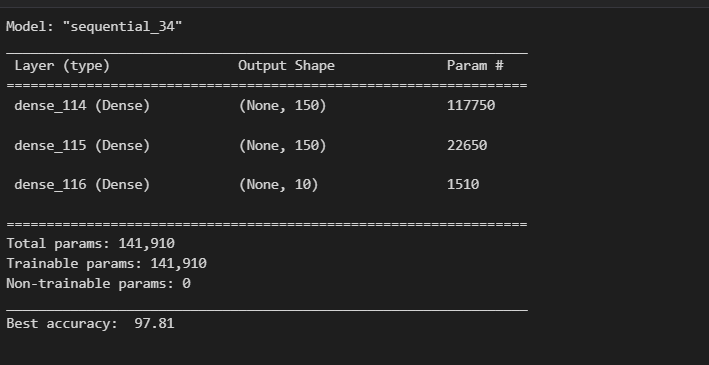 Model: "sequential_34"
_________________________________________________________________
Layer (type) Output Shape Param #
=================================================================
dense_114 (Dense) (None, 150) 117750
dense_115 (Dense) (None, 150) 22650
dense_116 (Dense) (None, 10) 1510
=================================================================
Total params: 141,910
Trainable params: 141,910
Non-trainable params: 0
_________________________________________________________________
Best accuracy: 97.81